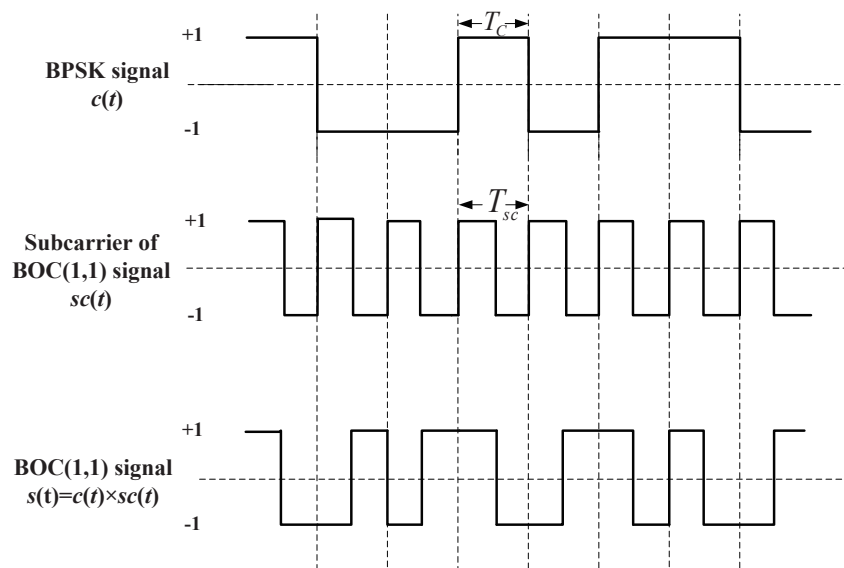 +1
T_C
BPSK signal
c(t)
-1
+1
T_sc
Subcarrier of
BOC(1,1) signal
sc(t)
-1
+1
BOC(1,1) signal
s(t)=c(t)×sc(t)
-1